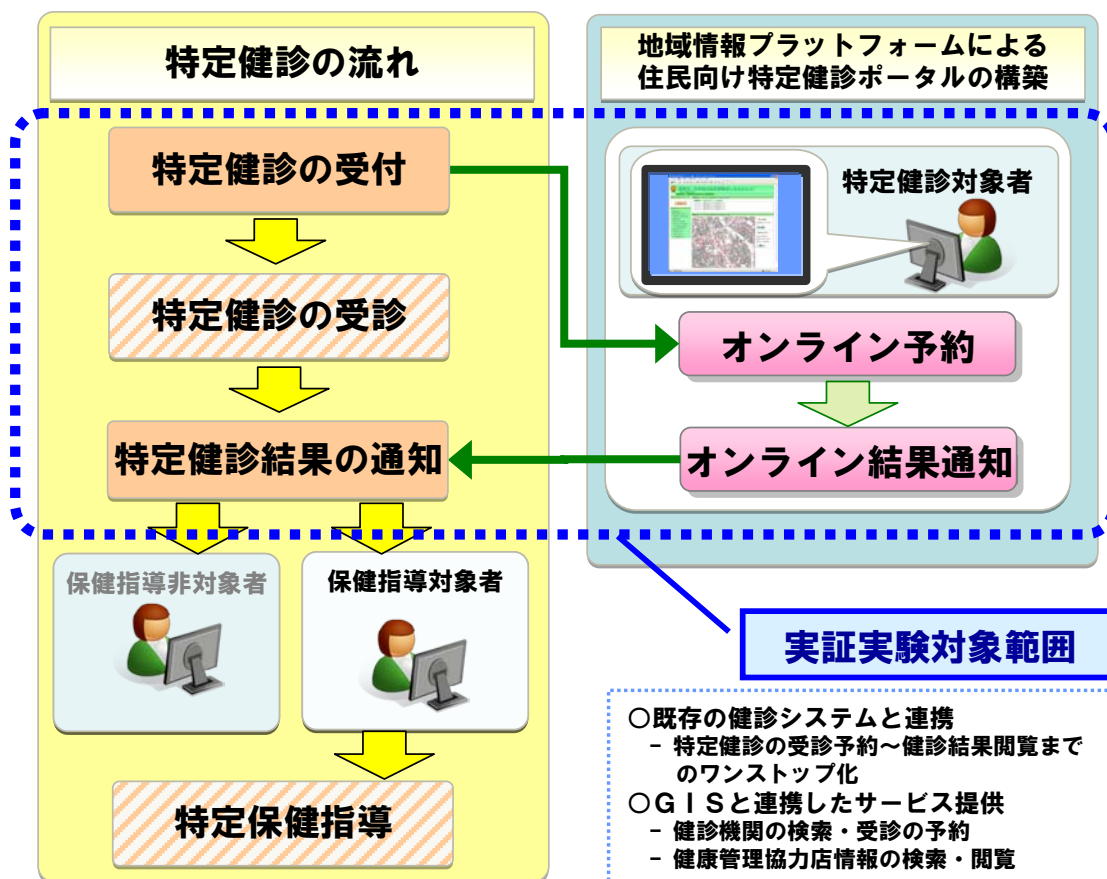 特定健診の流れ
特定健診の受付
特定健診の受診
特定健診結果の通知
保健指導非対象者
保健指導対象者
特定保健指導
地域情報プラットフォームによる
住民向け特定健診ポータルの構築
特定健診対象者
オンライン予約
オンライン結果通知
実証実験対象範囲
○既存の健診システムと連携
- 特定健診の受診予約～健診結果閲覧まで
のワンストップ化
○GISと連携したサービス提供
- 健診機関の検索・受診の予約
- 健康管理協力店情報の検索・閲覧